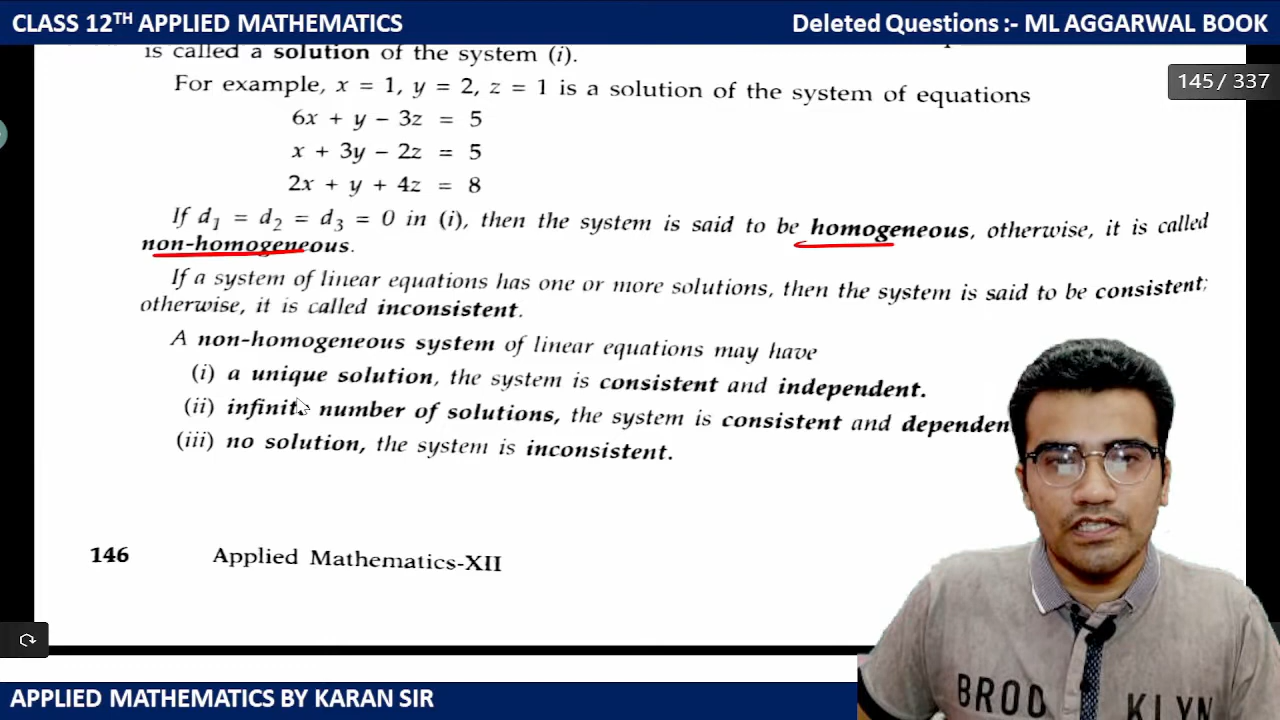 CLASS 12TH APPLIED MATHEMATICS
Deleted Questions :- ML AGGARWAL BOOK
is called a solution of the system (i).
145 / 337
For example, x = 1, y = 2, z = 1 is a solution of the system of equations
6x + y − 3z = 5
x + 3y − 2z = 5
2x + y + 4z = 8
If d₁ = d₂ = d₃ = 0 in (i), then the system is said to be homogeneous, otherwise, it is called
non-homogeneous.
If a system of linear equations has one or more solutions, then the system is said to be consistent;
otherwise, it is called inconsistent.
A non-homogeneous system of linear equations may have
(i) a unique solution, the system is consistent and independent.
(ii) infinite number of solutions, the system is consistent and dependen
(iii) no solution, the system is inconsistent.
146 Applied Mathematics-XII
BROO KLYN
APPLIED MATHEMATICS BY KARAN SIR